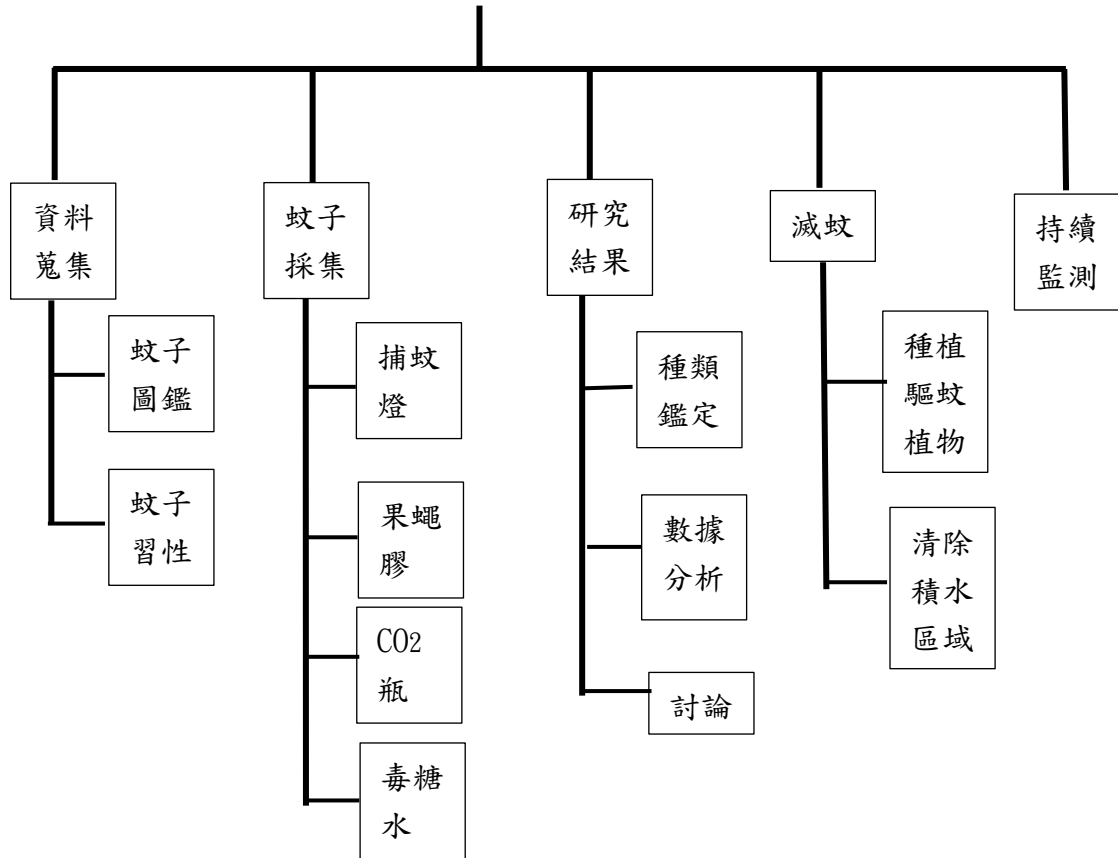 資料
蒐集
蚊子
圖鑑
蚊子
習性
蚊子
採集
捕蚊
燈
果蠅
膠
CO2
瓶
毒糖
水
研究
結果
種類
鑑定
數據
分析
討論
滅蚊
種植
驅蚊
植物
清除
積水
區域
持續
監測